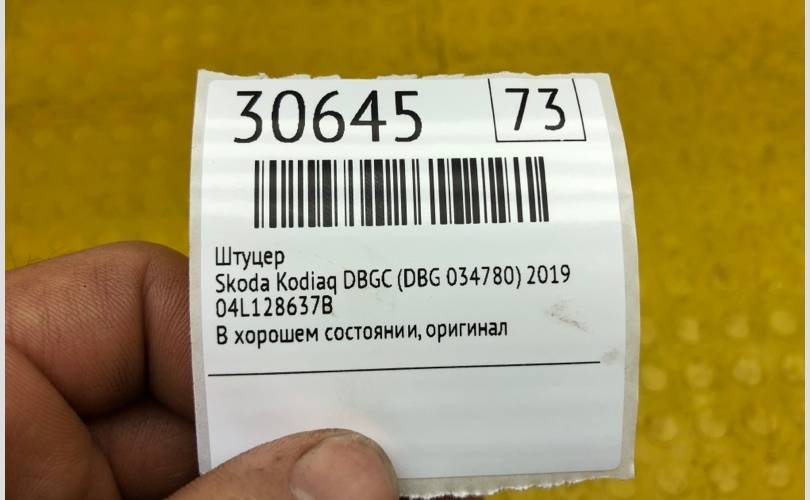 30645
73
Штуцер
Skoda Kodiaq DBGC (DBG 034780) 2019
04L128637B
В хорошем состоянии, оригинал